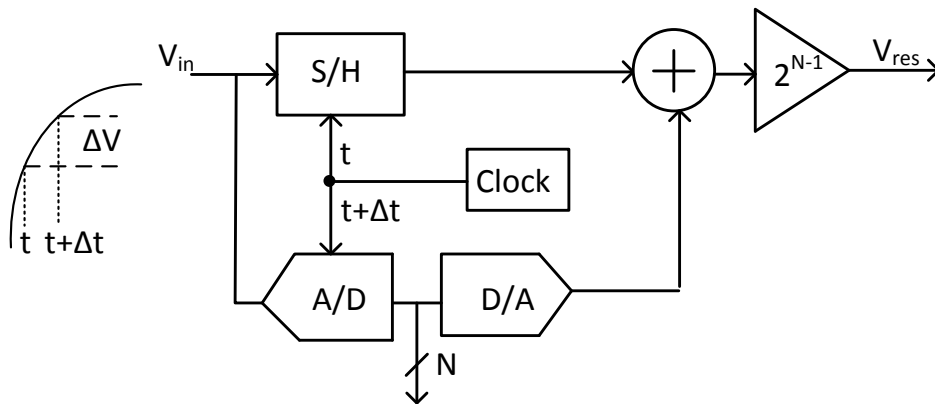 V_in
S/H
+
2^{N-1}
V_res
ΔV
t
Clock
t+Δt
t t+Δt
A/D
D/A
N